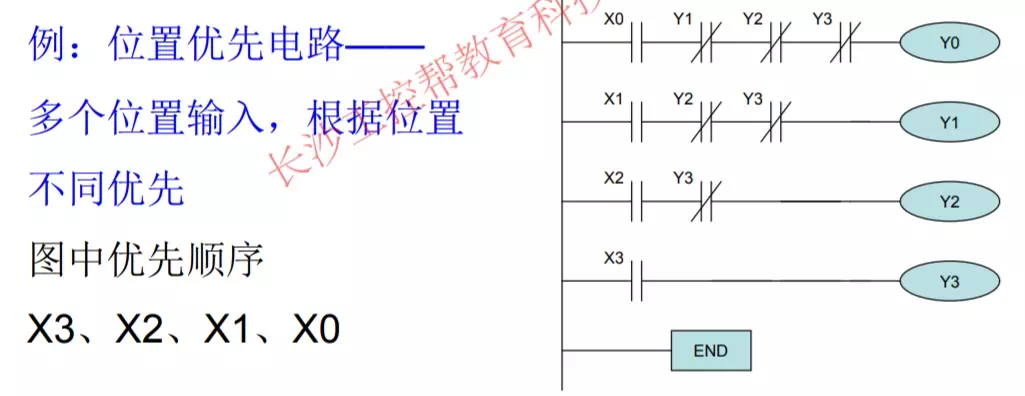 例：位置优先电路——
多个位置输入，根据位置
不同优先
图中优先顺序
X3、X2、X1、X0
长沙工控帮教育科技
X0 Y1 Y2 Y3 Y0
X1 Y2 Y3 Y1
X2 Y3 Y2
X3 Y3
END